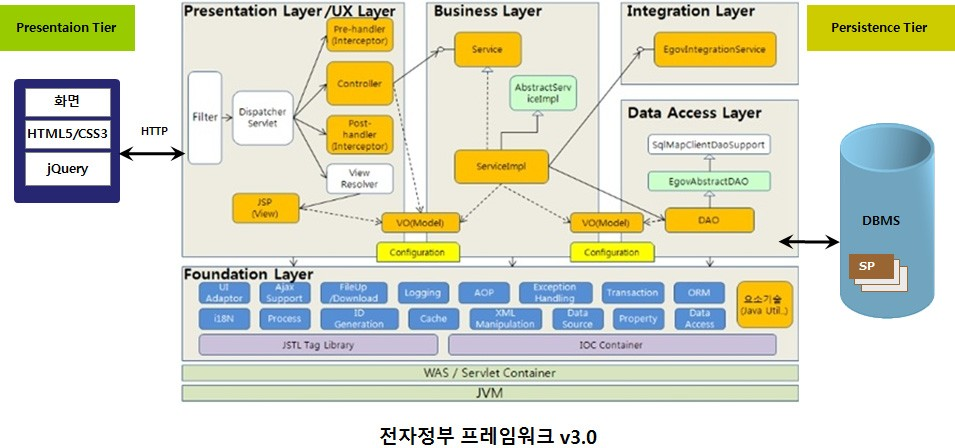 Presentaion Tier
Presentation Layer /UX Layer
Business Layer
Integration Layer
Persistence Tier
화면
HTML5/CSS3
jQuery
HTTP
Filter
Dispatcher
Servlet
Pre-handler
(Interceptor)
Controller
Post-
handler
(Interceptor)
View
Resolver
JSP
(View)
VO(Model)
Configuration
Service
AbstractServ
iceImpl
ServiceImpl
VO(Model)
Configuration
EgovIntegrationService
Data Access Layer
SqlMapClientDaoSupport
EgovAbstractDAO
DAO
DBMS
SP
Foundation Layer
UI
Adaptor
Ajax
Support
FileUp
/Download
Logging
AOP
Exception
Handling
Transaction
ORM
i18N
Process
ID
Generation
Cache
XML
Manipulation
Data
Source
Property
Data
Access
요소기술
(Java Util..)
JSTL Tag Library
IOC Container
WAS / Servlet Container
JVM
전자정부 프레임워크 v3.0